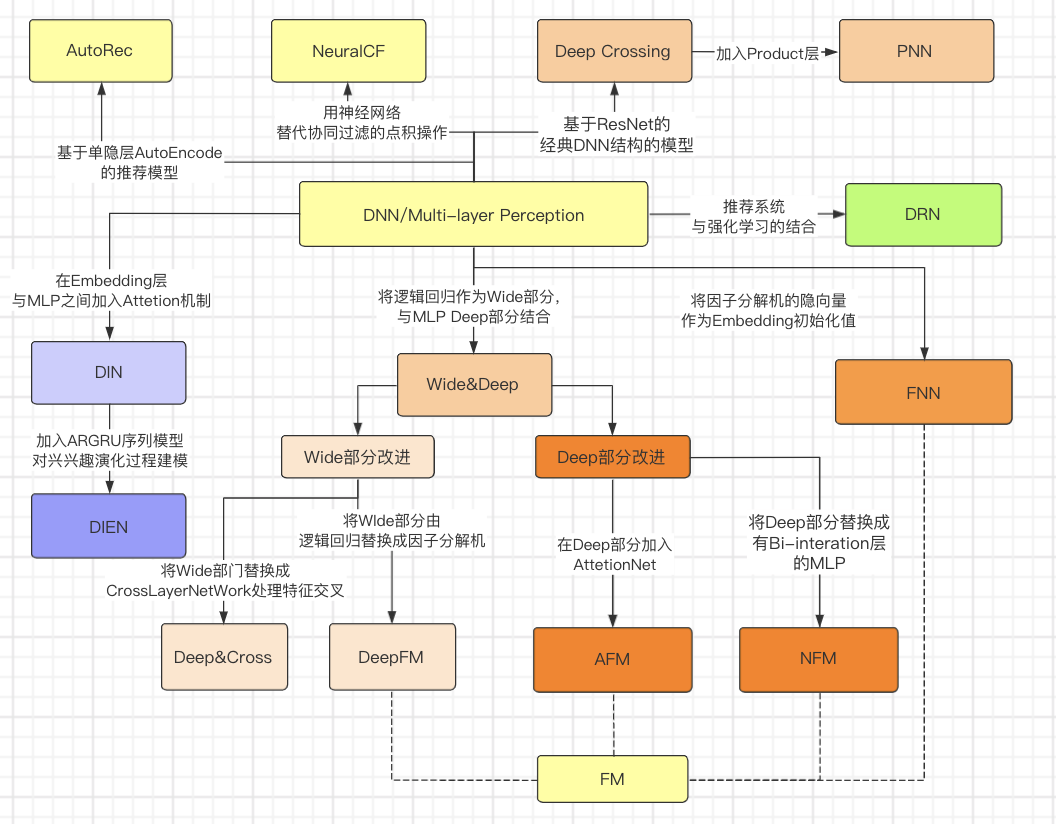 AutoRec
NeuralCF
Deep Crossing
加入Product层
PNN
用神经网络
替代协同过滤的点积操作
基于ResNet的
经典DNN结构的模型
基于单隐层AutoEncode
的推荐模型
DNN/Multi-layer Perception
推荐系统
与强化学习的结合
DRN
在Embedding层
与MLP之间加入Attetion机制
将逻辑回归作为Wide部分,
与MLP Deep部分结合
将因子分解机的隐向量
作为Embedding初始化值
DIN
Wide&Deep
FNN
加入ARGRU序列模型
对兴兴趣演化过程建模
Wide部分改进
Deep部分改进
DIEN
将WIde部分由
逻辑回归替换成因子分解机
将Deep部分替换成
有Bi-interation层
的MLP
在Deep部分加入
AttetionNet
将Wide部门替换成
CrossLayerNetWork处理特征交叉
Deep&Cross
DeepFM
AFM
NFM
FM